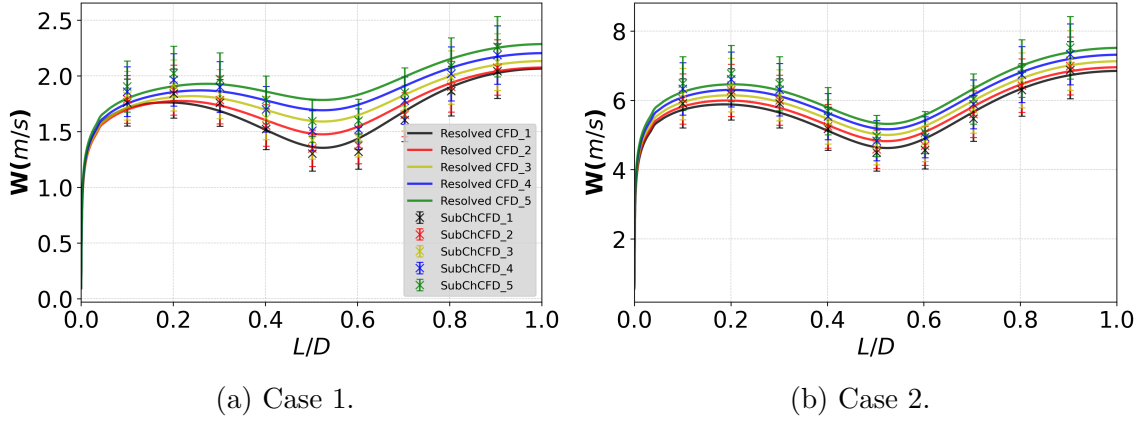 2.5
2.0
1.5
1.0
0.5
0.0
W(m/s)
0.0 0.2 0.4 0.6 0.8 1.0
L/D
Resolved CFD_1
Resolved CFD_2
Resolved CFD_3
Resolved CFD_4
Resolved CFD_5
SubChCFD_1
SubChCFD_2
SubChCFD_3
SubChCFD_4
SubChCFD_5
(a) Case 1.
8
6
4
2
W(m/s)
0.0 0.2 0.4 0.6 0.8 1.0
L/D
(b) Case 2.